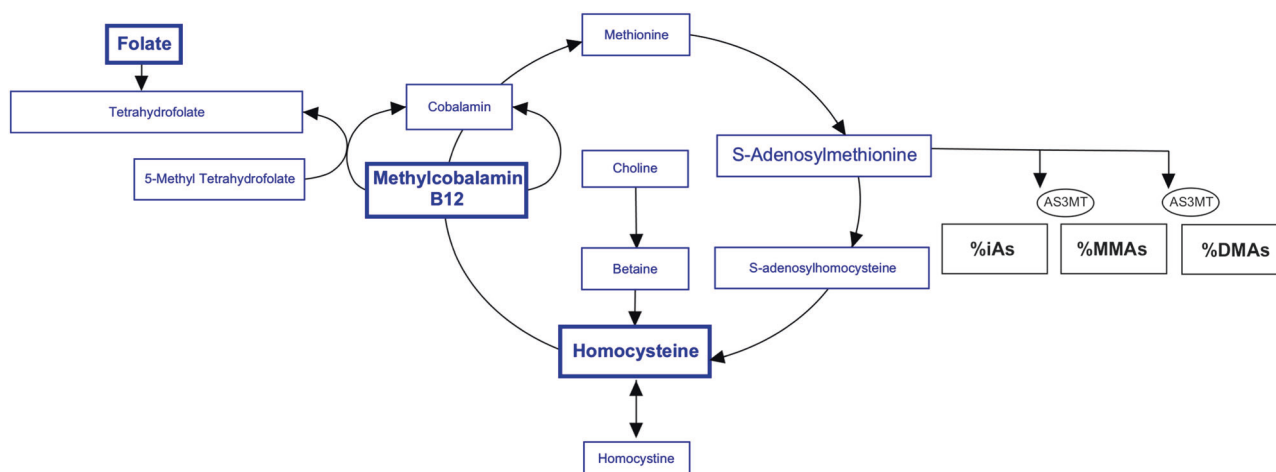 Folate
Methionine
Tetrahydrofolate
Cobalamin
S-Adenosylmethionine
5-Methyl Tetrahydrofolate
Methylcobalamin
B12
Choline
AS3MT
AS3MT
%iAs
%MMAs
%DMAs
Betaine
S-adenosylhomocysteine
Homocysteine
Homocystine